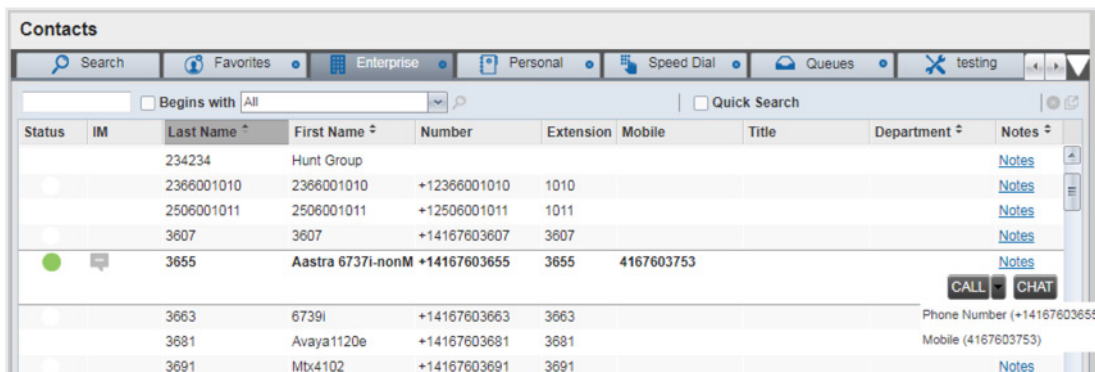 Contacts
Search Favorites Enterprise Personal Speed Dial Queues testing
Begins with All Quick Search
Status IM Last Name First Name Number Extension Mobile Title Department Notes
234234 Hunt Group Notes
2366001010 2366001010 +12366001010 1010 Notes
2506001011 2506001011 +12506001011 1011 Notes
3607 3607 +14167603607 3607 Notes
3655 Aastra 6737i-nonM +14167603655 3655 4167603753 Notes
CALL CHAT
3663 6739i +14167603663 3663 Phone Number (+14167603655
3681 Avaya1120e +14167603681 3681 Mobile (4167603753)
3691 Mtx4102 +14167603691 3691 Notes